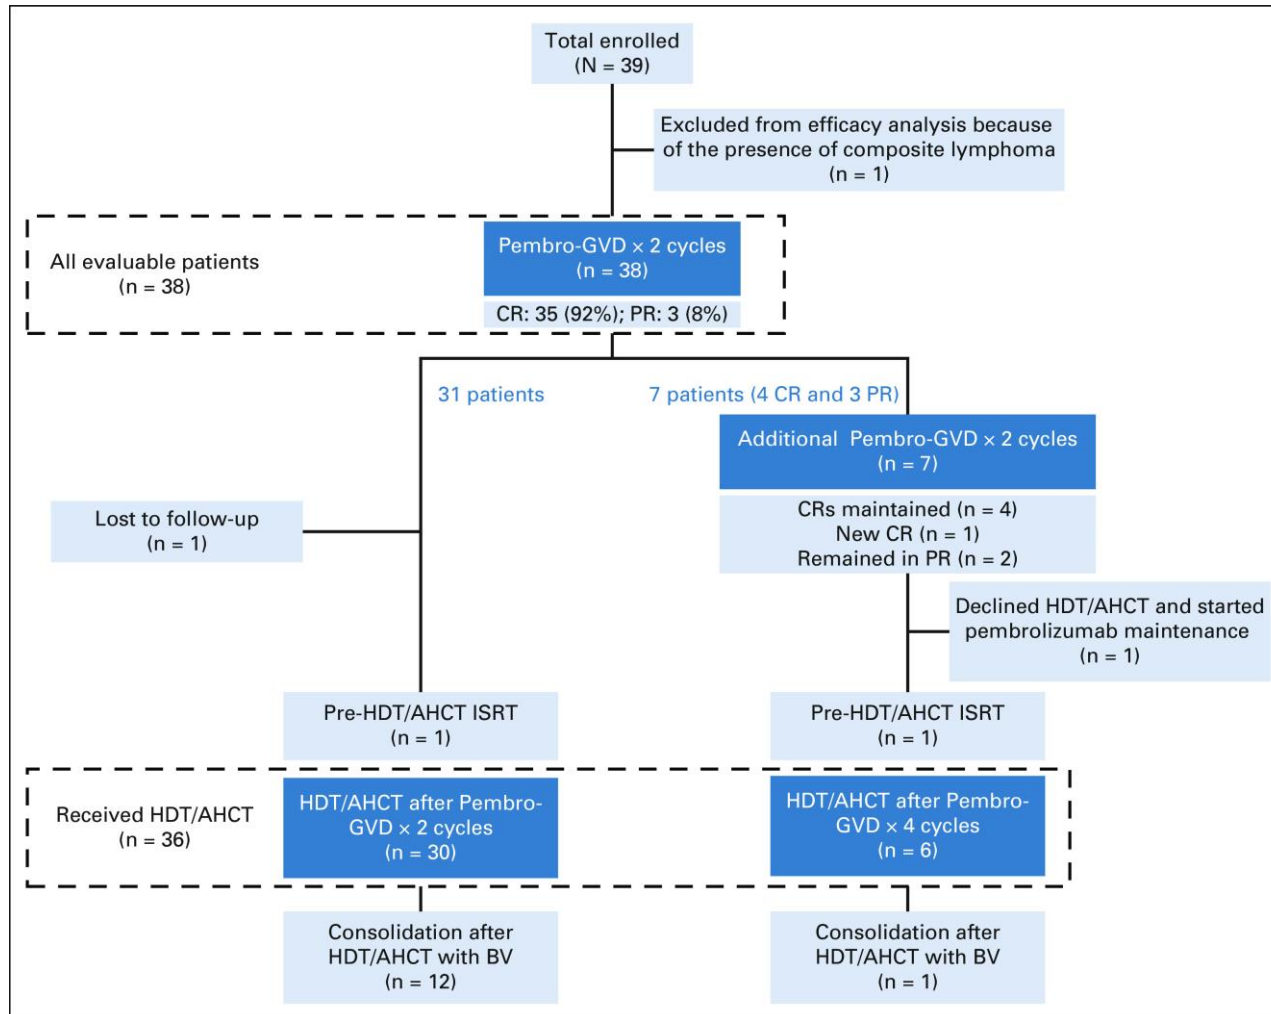 Total enrolled
(N = 39)
Excluded from efficacy analysis because
of the presence of composite lymphoma
(n = 1)
All evaluable patients
(n = 38)
Pembro-GVD × 2 cycles
(n = 38)
CR: 35 (92%); PR: 3 (8%)
31 patients
7 patients (4 CR and 3 PR)
Additional Pembro-GVD × 2 cycles
(n = 7)
CRs maintained (n = 4)
New CR (n = 1)
Remained in PR (n = 2)
Lost to follow-up
(n = 1)
Declined HDT/AHCT and started
pembrolizumab maintenance
(n = 1)
Pre-HDT/AHCT ISRT
(n = 1)
Pre-HDT/AHCT ISRT
(n = 1)
Received HDT/AHCT
(n = 36)
HDT/AHCT after Pembro-
GVD × 2 cycles
(n = 30)
HDT/AHCT after Pembro-
GVD × 4 cycles
(n = 6)
Consolidation after
HDT/AHCT with BV
(n = 12)
Consolidation after
HDT/AHCT with BV
(n = 1)